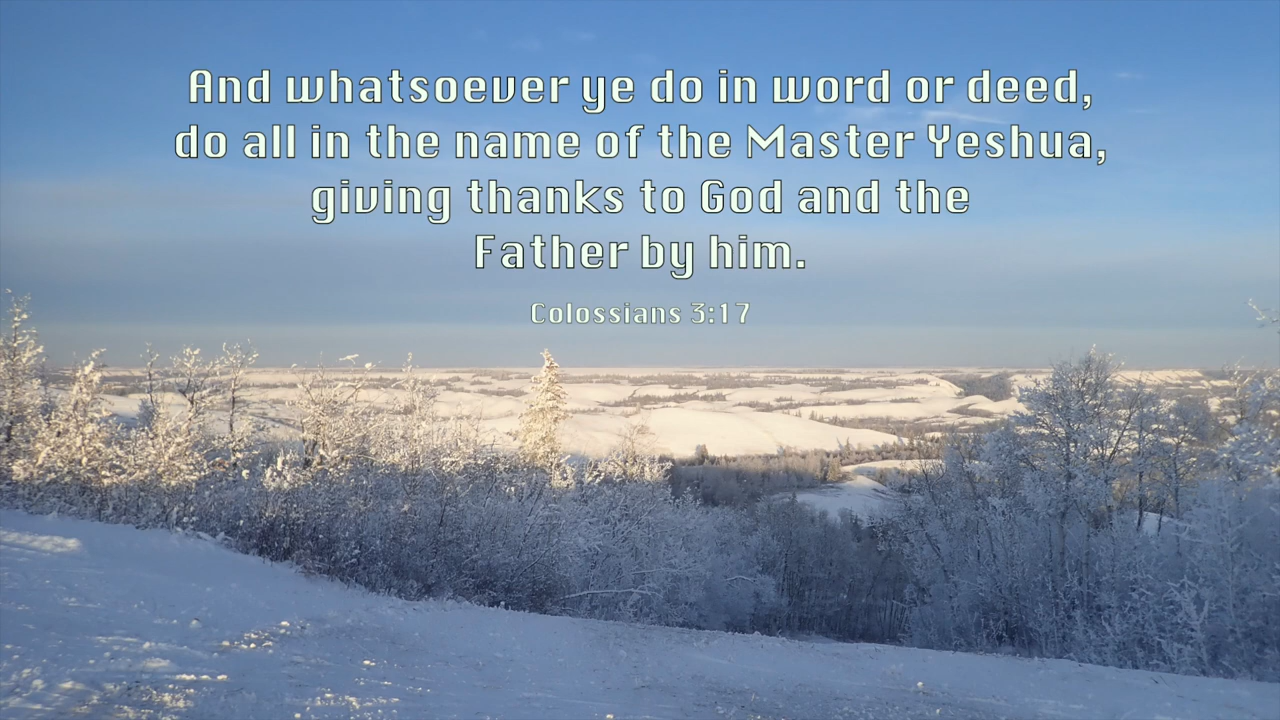 And whatsoever ye do in word or deed,
do all in the name of the Master Yeshua,
giving thanks to God and the
Father by him.
Colossians 3:17